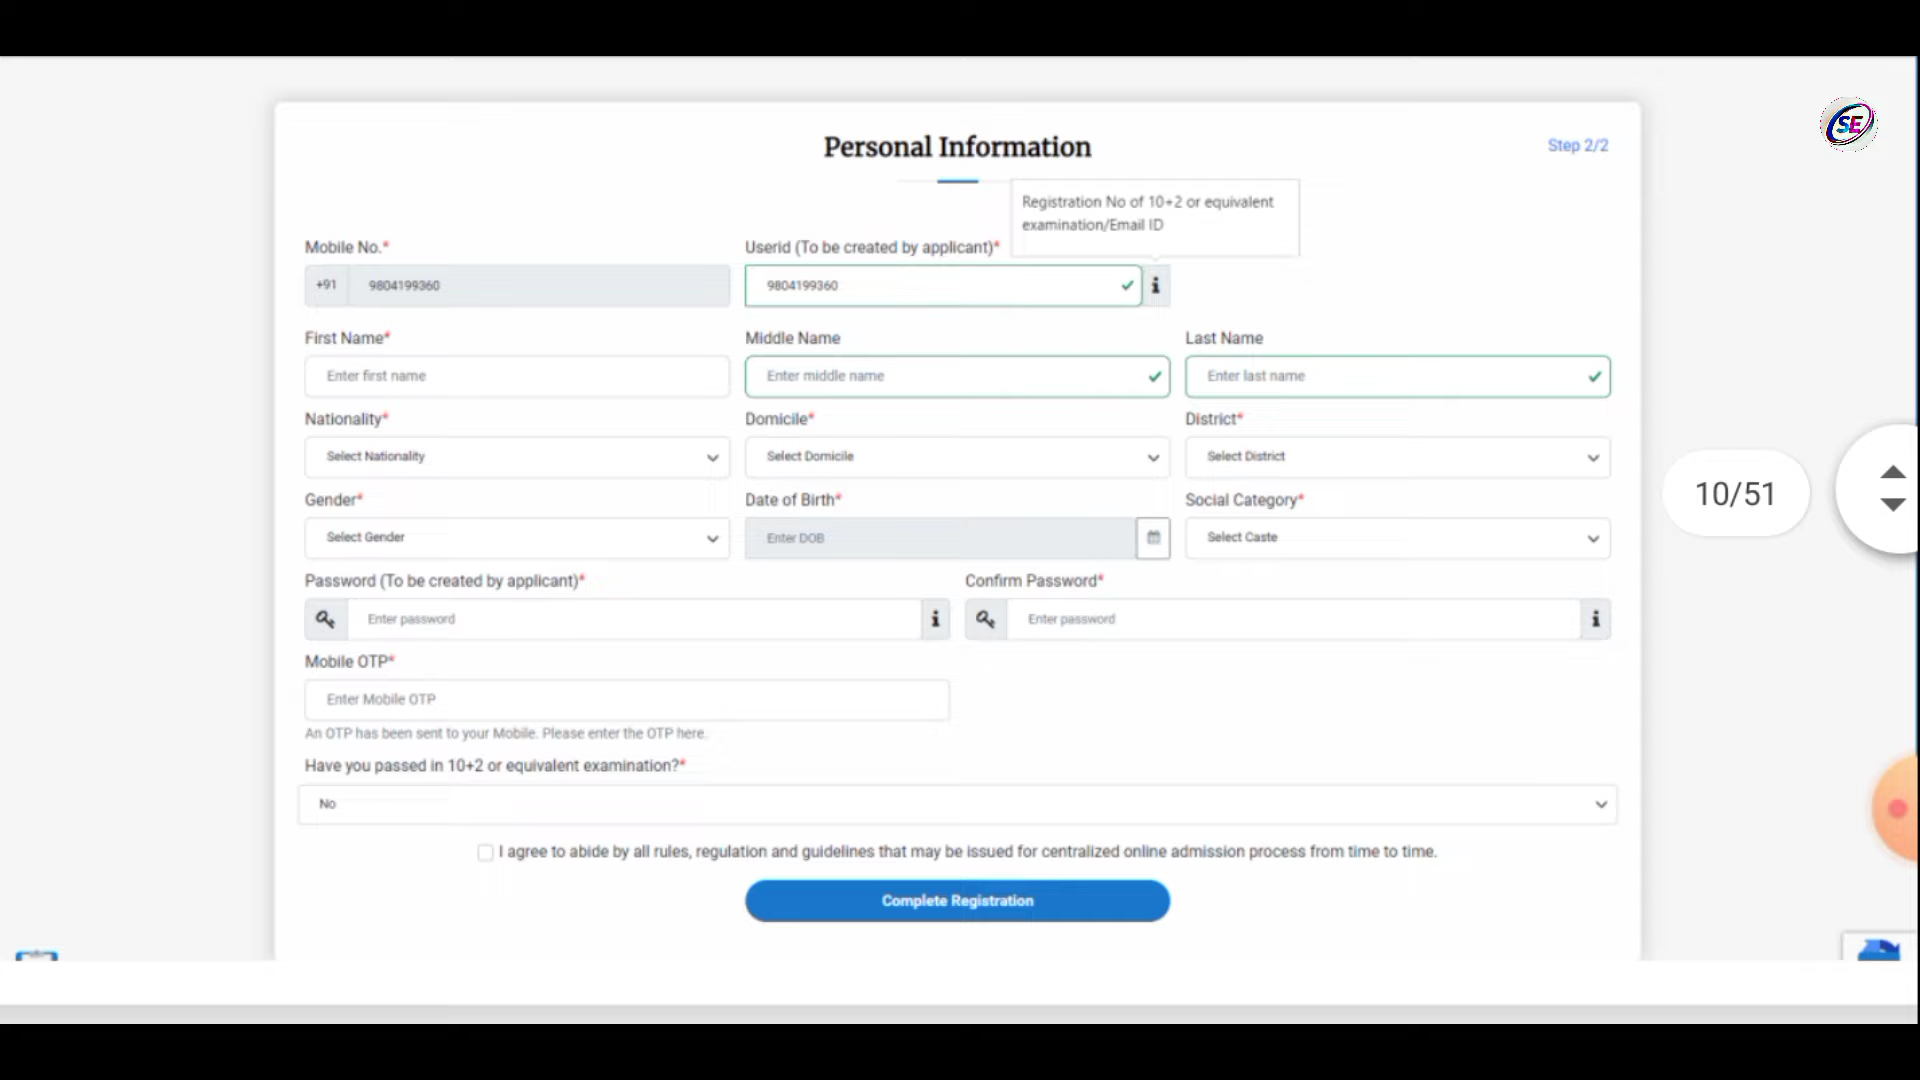 SE
Personal Information
Step 2/2
Registration No of 10+2 or equivalent
examination/Email ID
Mobile No.*
Userid (To be created by applicant)*
+91 9804199360
9804199360
First Name*
Middle Name
Last Name
Enter first name
Enter middle name
Enter last name
Nationality*
Domicile*
District*
Select Nationality
Select Domicile
Select District
Gender*
Date of Birth*
Social Category*
Select Gender
Enter DOB
Select Caste
10/51
Password (To be created by applicant)*
Confirm Password*
Enter password
Enter password
Mobile OTP*
Enter Mobile OTP
An OTP has been sent to your Mobile. Please enter the OTP here.
Have you passed in 10+2 or equivalent examination?*
No
I agree to abide by all rules, regulation and guidelines that may be issued for centralized online admission process from time to time.
Complete Registration